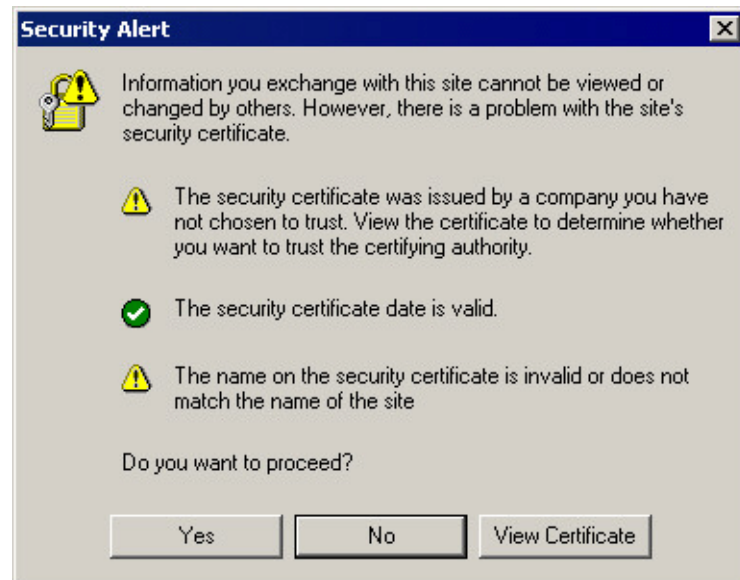 Security Alert
Information you exchange with this site cannot be viewed or
changed by others. However, there is a problem with the site's
security certificate.
The security certificate was issued by a company you have
not chosen to trust. View the certificate to determine whether
you want to trust the certifying authority.
The security certificate date is valid.
The name on the security certificate is invalid or does not
match the name of the site
Do you want to proceed?
Yes
No
View Certificate